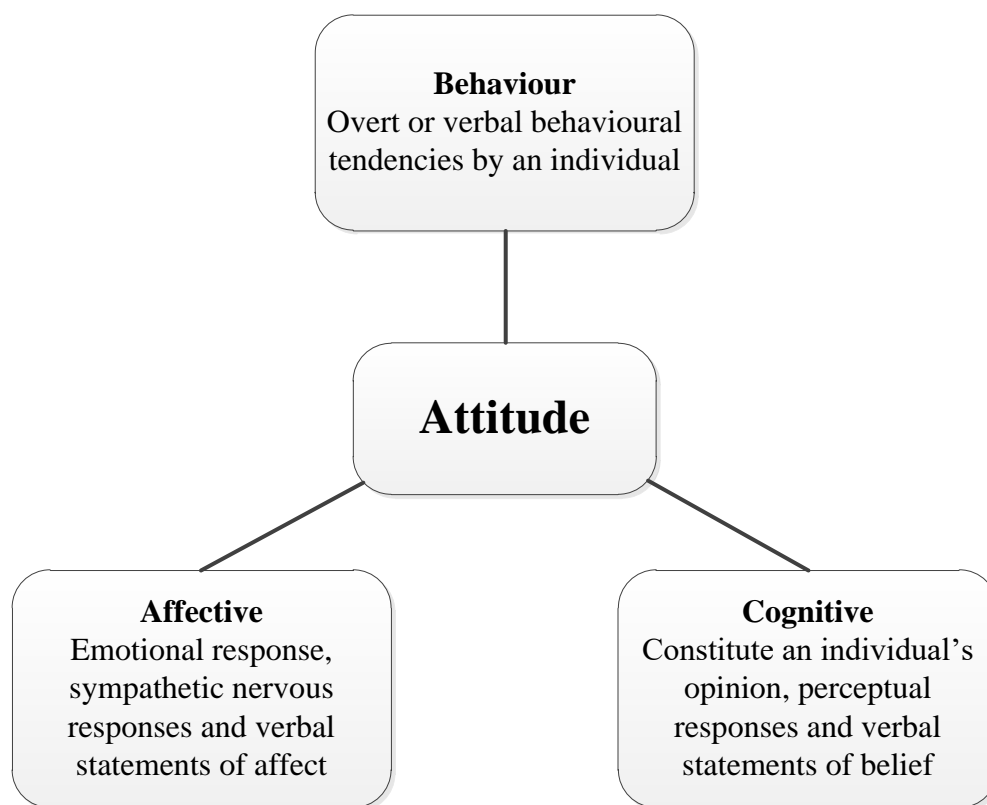 Behaviour
Overt or verbal behavioural
tendencies by an individual
Attitude
Affective
Emotional response,
sympathetic nervous
responses and verbal
statements of affect
Cognitive
Constitute an individual’s
opinion, perceptual
responses and verbal
statements of belief